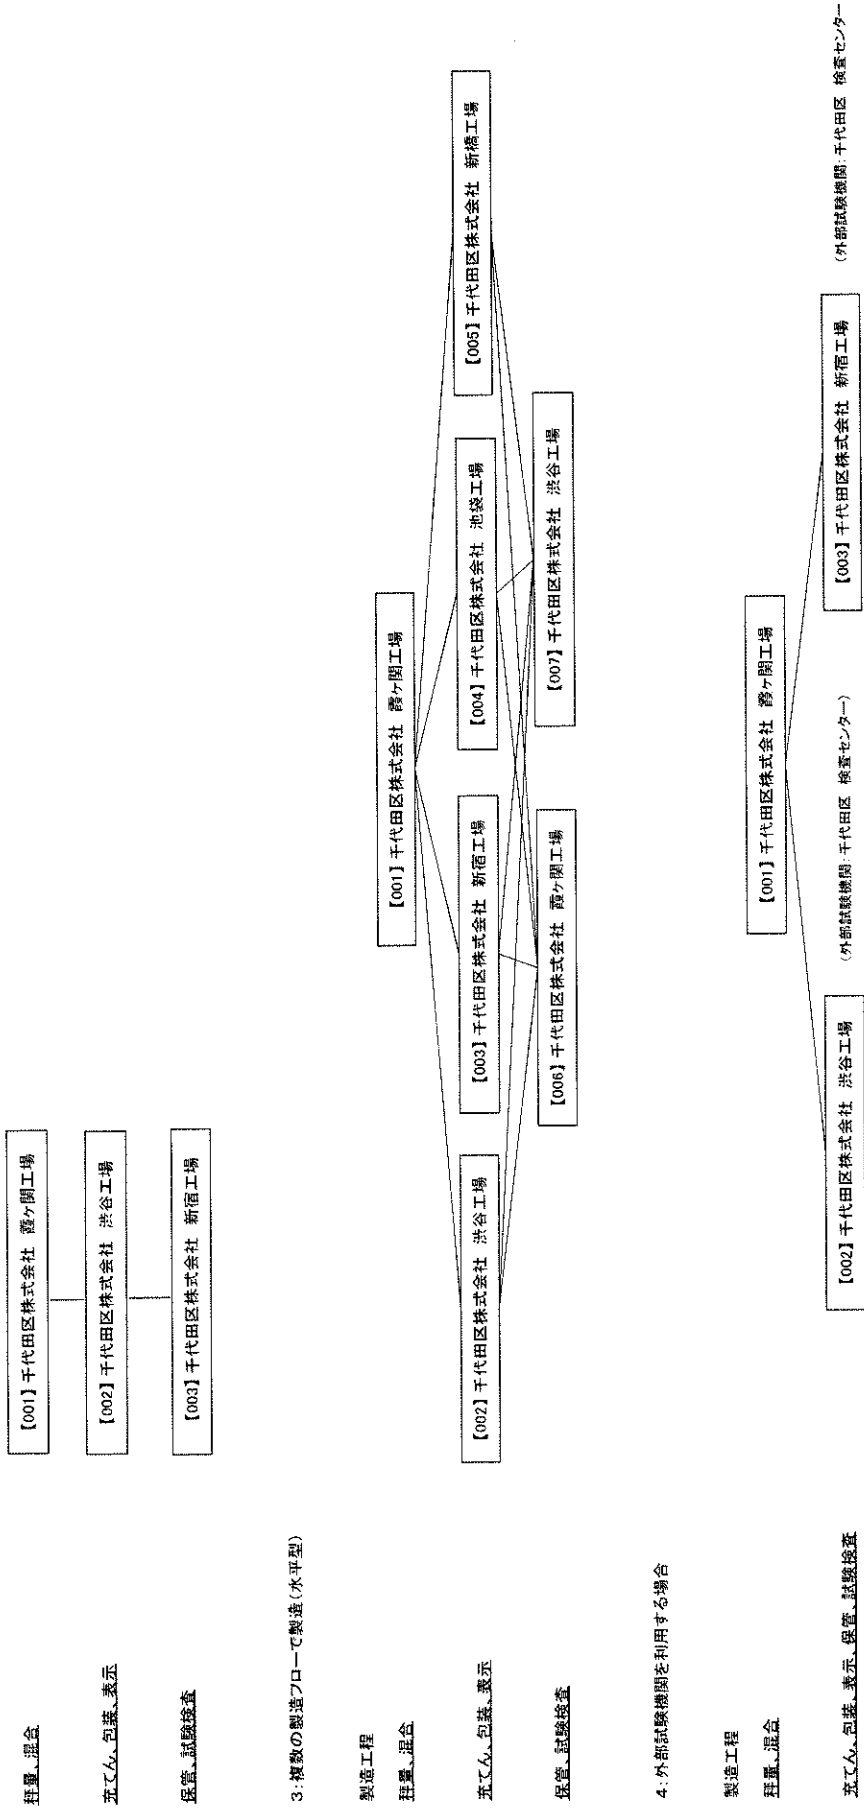 秤量、混合
【001】千代田区株式会社 霞ヶ関工場
充てん、包装、表示
【002】千代田区株式会社 渋谷工場
保管、試験検査
【003】千代田区株式会社 新宿工場
3:複数の製造フローで製造(水平型)
製造工程
秤量、混合
【001】千代田区株式会社 霞ヶ関工場
充てん、包装、表示
【002】千代田区株式会社 渋谷工場
【003】千代田区株式会社 新宿工場
【004】千代田区株式会社 池袋工場
【005】千代田区株式会社 新橋工場
保管、試験検査
【006】千代田区株式会社 霞ヶ関工場
【007】千代田区株式会社 渋谷工場
4:外部試験機関を利用する場合
製造工程
秤量、混合
【001】千代田区株式会社 霞ヶ関工場
充てん、包装、表示、保管、試験検査
【002】千代田区株式会社 渋谷工場
(外部試験機関:千代田区 検査センター)
【003】千代田区株式会社 新宿工場
(外部試験機関:千代田区 検査センター